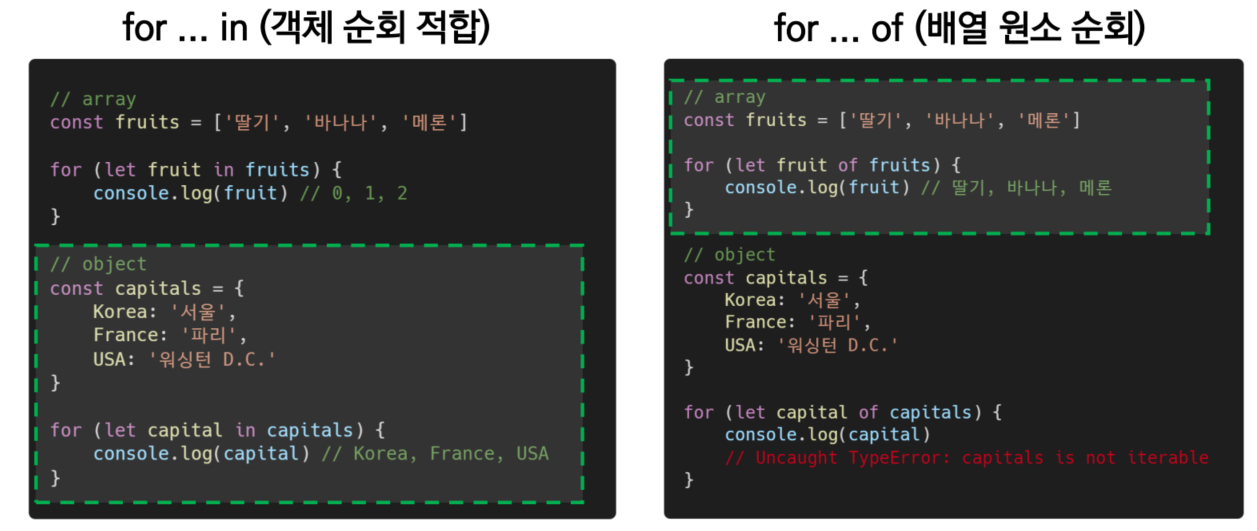 for ... in (객체 순회 적합)
// array
const fruits = ['딸기', '바나나', '메론']
for (let fruit in fruits) {
    console.log(fruit) // 0, 1, 2
}
// object
const capitals = {
    Korea: '서울',
    France: '파리',
    USA: '워싱턴 D.C.'
}
for (let capital in capitals) {
    console.log(capital) // Korea, France, USA
}
for ... of (배열 원소 순회)
// array
const fruits = ['딸기', '바나나', '메론']
for (let fruit of fruits) {
    console.log(fruit) // 딸기, 바나나, 메론
}
// object
const capitals = {
    Korea: '서울',
    France: '파리',
    USA: '워싱턴 D.C.'
}
for (let capital of capitals) {
    console.log(capital)
    // Uncaught TypeError: capitals is not iterable
}